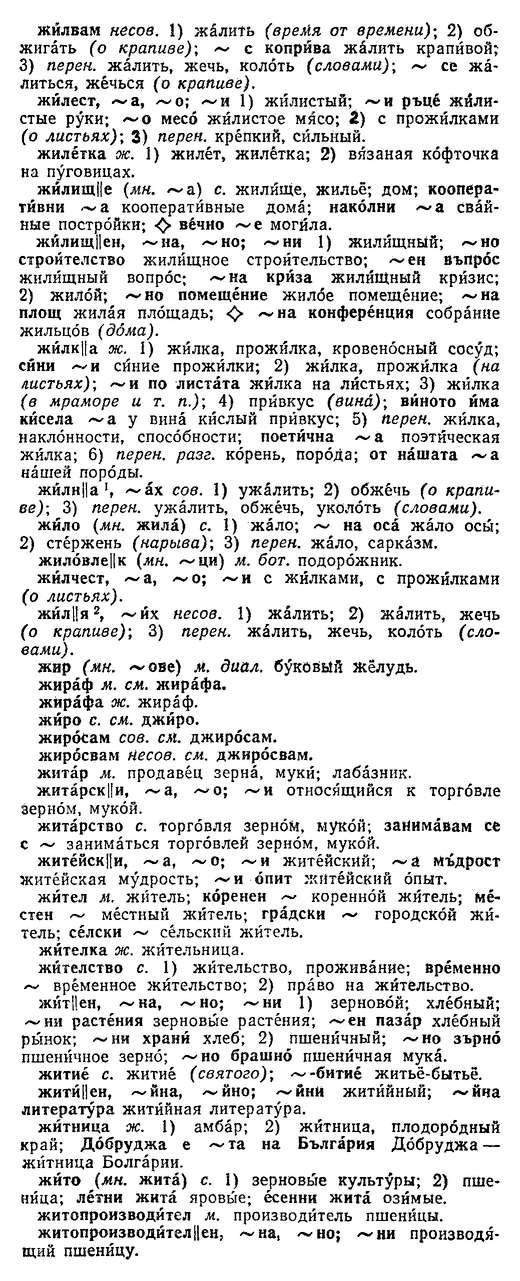 жи́лвам несов. 1) жа́лить (время от времени); 2) об-
жига́ть (о крапиве); ~ с коприва жа́лить крапи́вой;
3) перен. жа́лить, жечь, коло́ть (словами); ~ се жа́-
литься, же́чься (о крапиве).
жи́лест, ~а, ~о; ~и 1) жи́листый; ~и ръце́ жи́ли-
стые ру́ки; ~о месо́ жи́листое мя́со; 2) с прожи́лками
(о листьях); 3) перен. кре́пкий, си́льный.
жиле́тка ж. 1) жиле́т, жиле́тка; 2) вя́заная ко́фточка
на пу́говицах.
жи́лищ||е (мн. ~а) с. жили́ще, жильё; дом; коопера-
ти́вни ~а кооперати́вные дома́; нако́лни ~а сва́й-
ные постро́йки; ◇ ве́чно ~е моги́ла.
жи́лищ||ен, ~на, ~но; ~ни 1) жили́щный; ~но
строи́телство жили́щное строи́тельство; ~ен въпро́с
жили́щный вопро́с; ~на кри́за жили́щный кри́зис;
2) жило́й; ~но помеще́ние жило́е помеще́ние; ~на
площ жила́я пло́щадь; ◇ ~на конфере́нция собра́ние
жильцо́в (до́ма).
жи́лк||а ж. 1) жи́лка, прожи́лка, кровено́сный сосу́д;
си́ни ~и си́ние прожи́лки; 2) жи́лка, прожи́лка (на
листьях); ~и по листа́та жи́лка на ли́стьях; 3) жи́лка
(в мраморе и т. п.); 4) при́вкус (вина́); ви́ното и́ма
ки́села ~а у вина́ ки́слый при́вкус; 5) перен. жи́лка,
накло́нности, спосо́бности; поети́чна ~а поэти́ческая
жи́лка; 6) перен. разг. ко́рень, поро́да; от на́шата ~а
на́шей поро́ды.
жи́лн||а¹, ~ах сов. 1) ужа́лить; 2) обже́чь (о крапи-
ве); 3) перен. ужа́лить, обже́чь, уколо́ть (словами).
жи́ло (мн. жила́) с. 1) жа́ло; ~ на оса́ жа́ло осы́;
2) сте́ржень (нарыва); 3) перен. жа́ло, сарка́зм.
жило́вле||к (мн. ~ци) м. бот. подоро́жник.
жи́лчест, ~а, ~о; ~и с жи́лками, с прожи́лками
(о листьях).
жил||я́², ~и́х несов. 1) жа́лить; 2) жа́лить, жечь
(о крапиве); 3) перен. жа́лить, жечь, коло́ть (сло-
вами).
жир (мн. ~ове) м. диал. бу́ковый жёлудь.
жира́ф м. см. жира́фа.
жира́фа ж. жира́ф.
жи́ро с. см. джи́ро.
жиро́сам сов. см. джиро́сам.
жиро́свам несов. см. джиро́свам.
жита́р м. продаве́ц зерна́, муки́; лаба́зник.
жита́рск||и, ~а, ~о; ~и относя́щийся к торго́вле
зерно́м, муко́й.
жита́рство с. торго́вля зерно́м, муко́й; занима́вам се
с ~ занима́ться торго́влей зерно́м, муко́й.
жите́йск||и, ~а, ~о; ~и жите́йский; ~а мъ́дрост
жите́йская му́дрость; ~и о́пит жите́йский о́пыт.
жи́тел м. жи́тель; ко́ренен ~ коренно́й жи́тель; ме́-
стен ~ ме́стный жи́тель; гра́дски ~ городско́й жи́-
тель; се́лски ~ се́льский жи́тель.
жи́телка ж. жи́тельница.
жи́телство с. 1) жи́тельство, прожива́ние; вре́менно
~ вре́менное жи́тельство; 2) пра́во на жи́тельство.
жи́т||ен, ~на, ~но; ~ни 1) зерново́й; хле́бный;
~ни расте́ния зерновы́е расте́ния; ~ен паза́р хле́бный
ры́нок; ~ни храни́ хлеб; 2) пшени́чный; ~но зърно́
пшени́чное зерно́; ~но брашно́ пшени́чная мука́.
житие́ с. житие́ (святого); ~-битие́ житьё-бытьё.
жити́||ен, ~йна, ~йно; ~йни жити́йный; ~йна
литерату́ра жити́йная литерату́ра.
жи́тница ж. 1) амба́р; 2) жи́тница, плодоро́дный
край; До́бруджа е ~та на Бълга́рия До́бруджа —
жи́тница Болга́рии.
жи́то (мн. жита́) с. 1) зерновы́е культу́ры; 2) пше-
ни́ца; ле́тни жита́ яровы́е; е́сенни жита́ ози́мые.
житопроизводи́тел м. производи́тель пшени́цы.
житопроизводи́тел||ен, ~на, ~но; ~ни производя́-
щий пшени́цу.